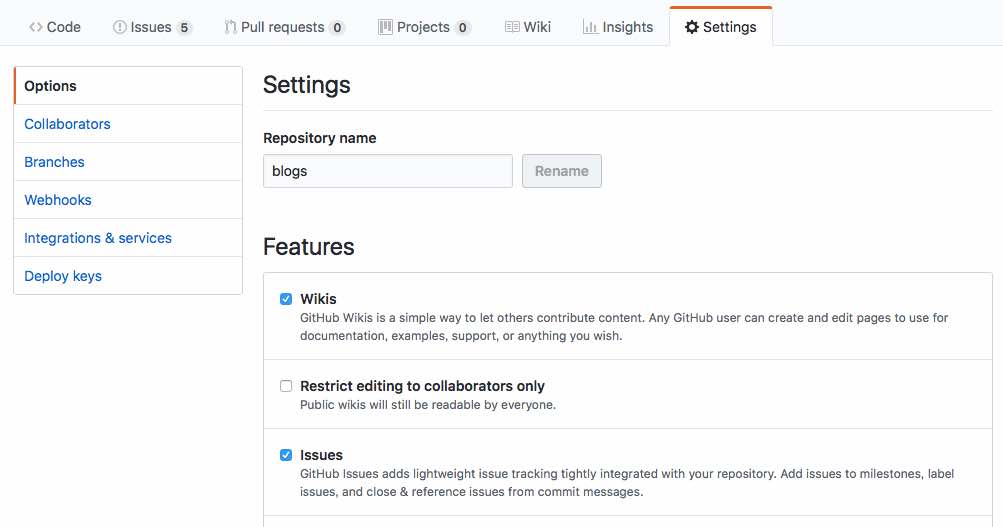 Code Issues 5 Pull requests 0 Projects 0 Wiki Insights Settings
Options
Collaborators
Branches
Webhooks
Integrations & services
Deploy keys
Settings
Repository name
blogs Rename
Features
Wikis
GitHub Wikis is a simple way to let others contribute content. Any GitHub user can create and edit pages to use for
documentation, examples, support, or anything you wish.
Restrict editing to collaborators only
Public wikis will still be readable by everyone.
Issues
GitHub Issues adds lightweight issue tracking tightly integrated with your repository. Add issues to milestones, label
issues, and close & reference issues from commit messages.